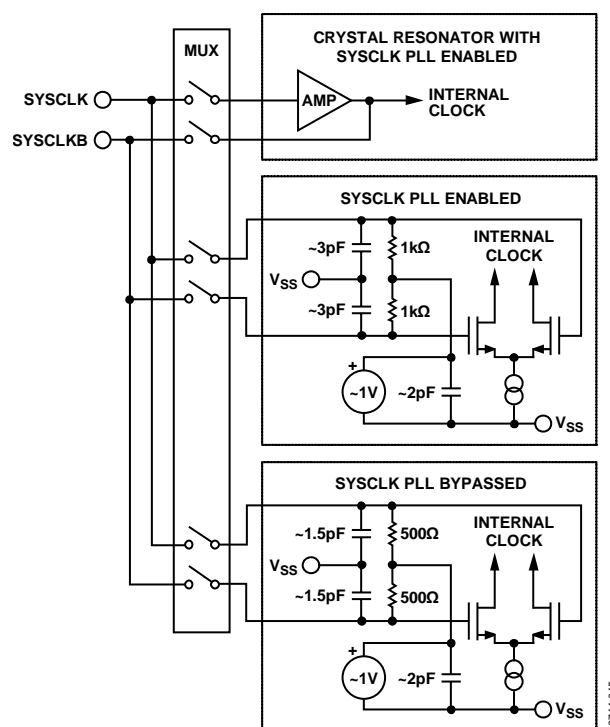 MUX
CRYSTAL RESONATOR WITH
SYSCLK PLL ENABLED
SYSCLK
SYSCLKB
AMP
INTERNAL
CLOCK
SYSCLK PLL ENABLED
~3pF
1kΩ
VSS
~3pF
1kΩ
INTERNAL
CLOCK
+
~1V
~2pF
VSS
SYSCLK PLL BYPASSED
~1.5pF
500Ω
VSS
~1.5pF
500Ω
INTERNAL
CLOCK
+
~1V
~2pF
VSS